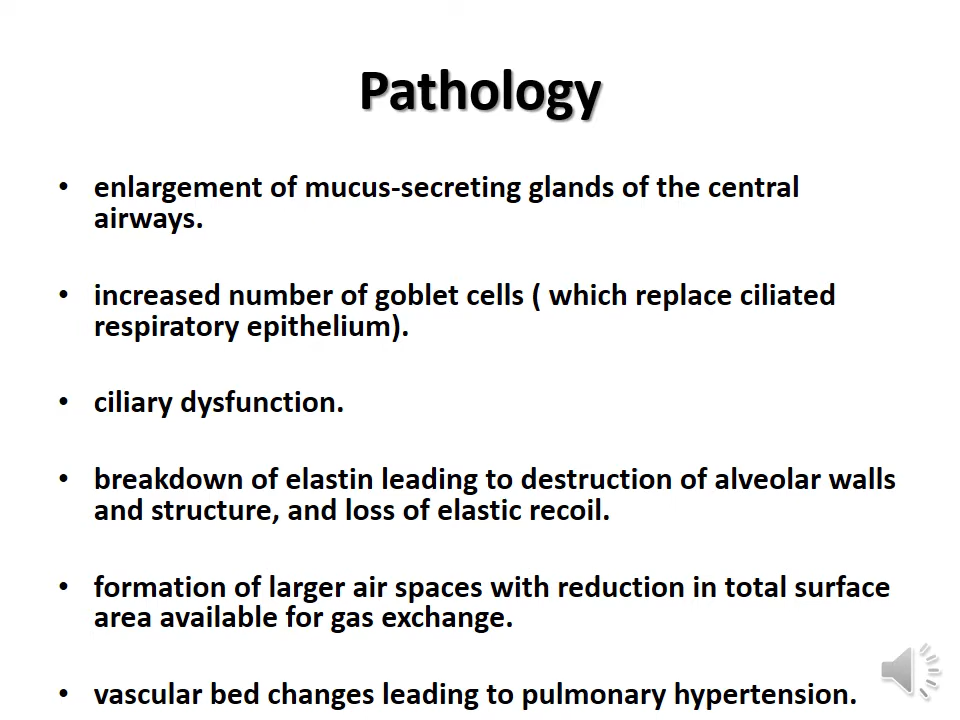 Pathology
• enlargement of mucus-secreting glands of the central
airways.
• increased number of goblet cells ( which replace ciliated
respiratory epithelium).
• ciliary dysfunction.
• breakdown of elastin leading to destruction of alveolar walls
and structure, and loss of elastic recoil.
• formation of larger air spaces with reduction in total surface
area available for gas exchange.
• vascular bed changes leading to pulmonary hypertension.